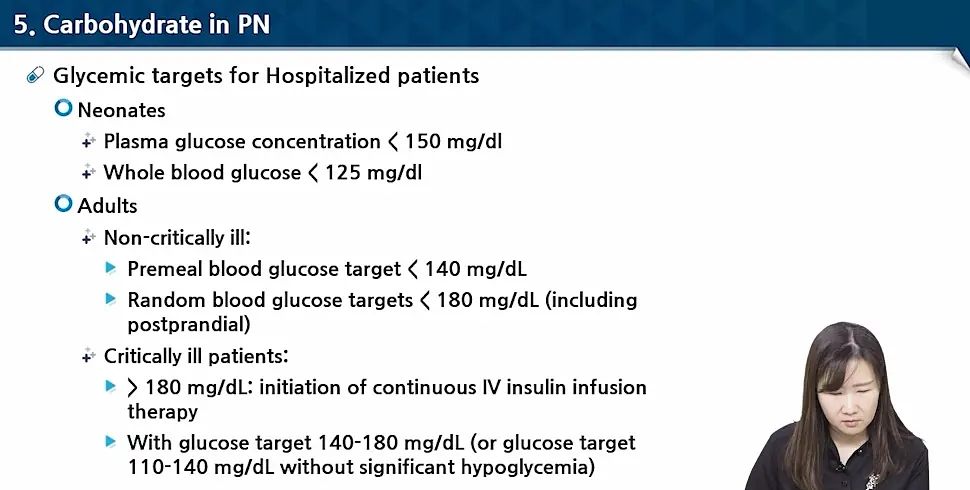 5. Carbohydrate in PN
Glycemic targets for Hospitalized patients
Neonates
Plasma glucose concentration < 150 mg/dl
Whole blood glucose < 125 mg/dl
Adults
Non-critically ill:
Premeal blood glucose target < 140 mg/dL
Random blood glucose targets < 180 mg/dL (including
postprandial)
Critically ill patients:
> 180 mg/dL: initiation of continuous IV insulin infusion
therapy
With glucose target 140-180 mg/dL (or glucose target
110-140 mg/dL without significant hypoglycemia)